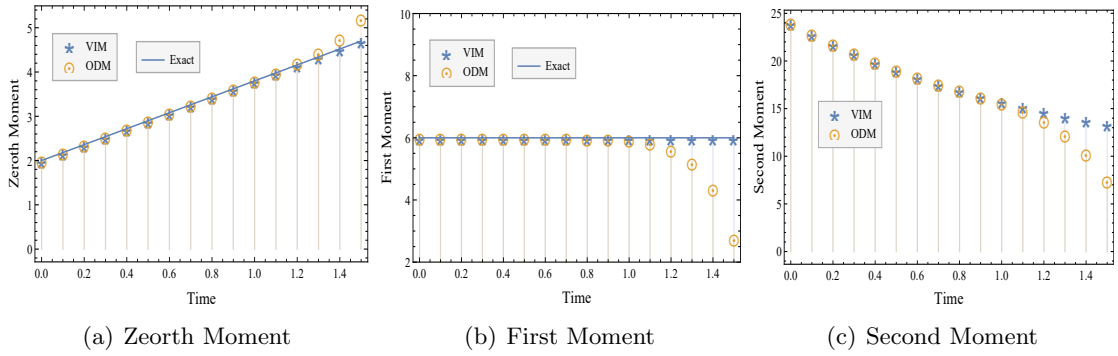 5
4
3
2
1
0
Zeroth Moment
VIM
ODM
Exact
0.0 0.2 0.4 0.6 0.8 1.0 1.2 1.4
Time
(a) Zeorth Moment
10
8
6
4
2
First Moment
VIM
ODM
Exact
0.0 0.2 0.4 0.6 0.8 1.0 1.2 1.4
Time
(b) First Moment
25
20
15
10
5
0
Second Moment
VIM
ODM
0.0 0.2 0.4 0.6 0.8 1.0 1.2 1.4
Time
(c) Second Moment